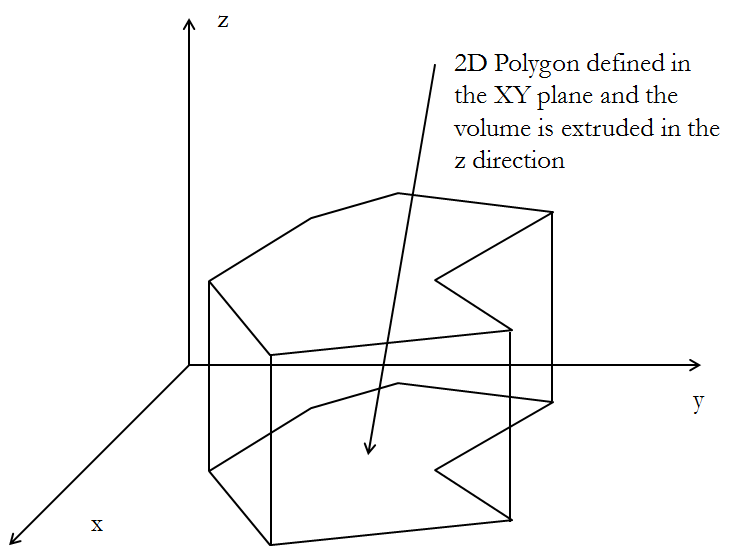 z
2D Polygon defined in
the XY plane and the
volume is extruded in the
z direction
y
x